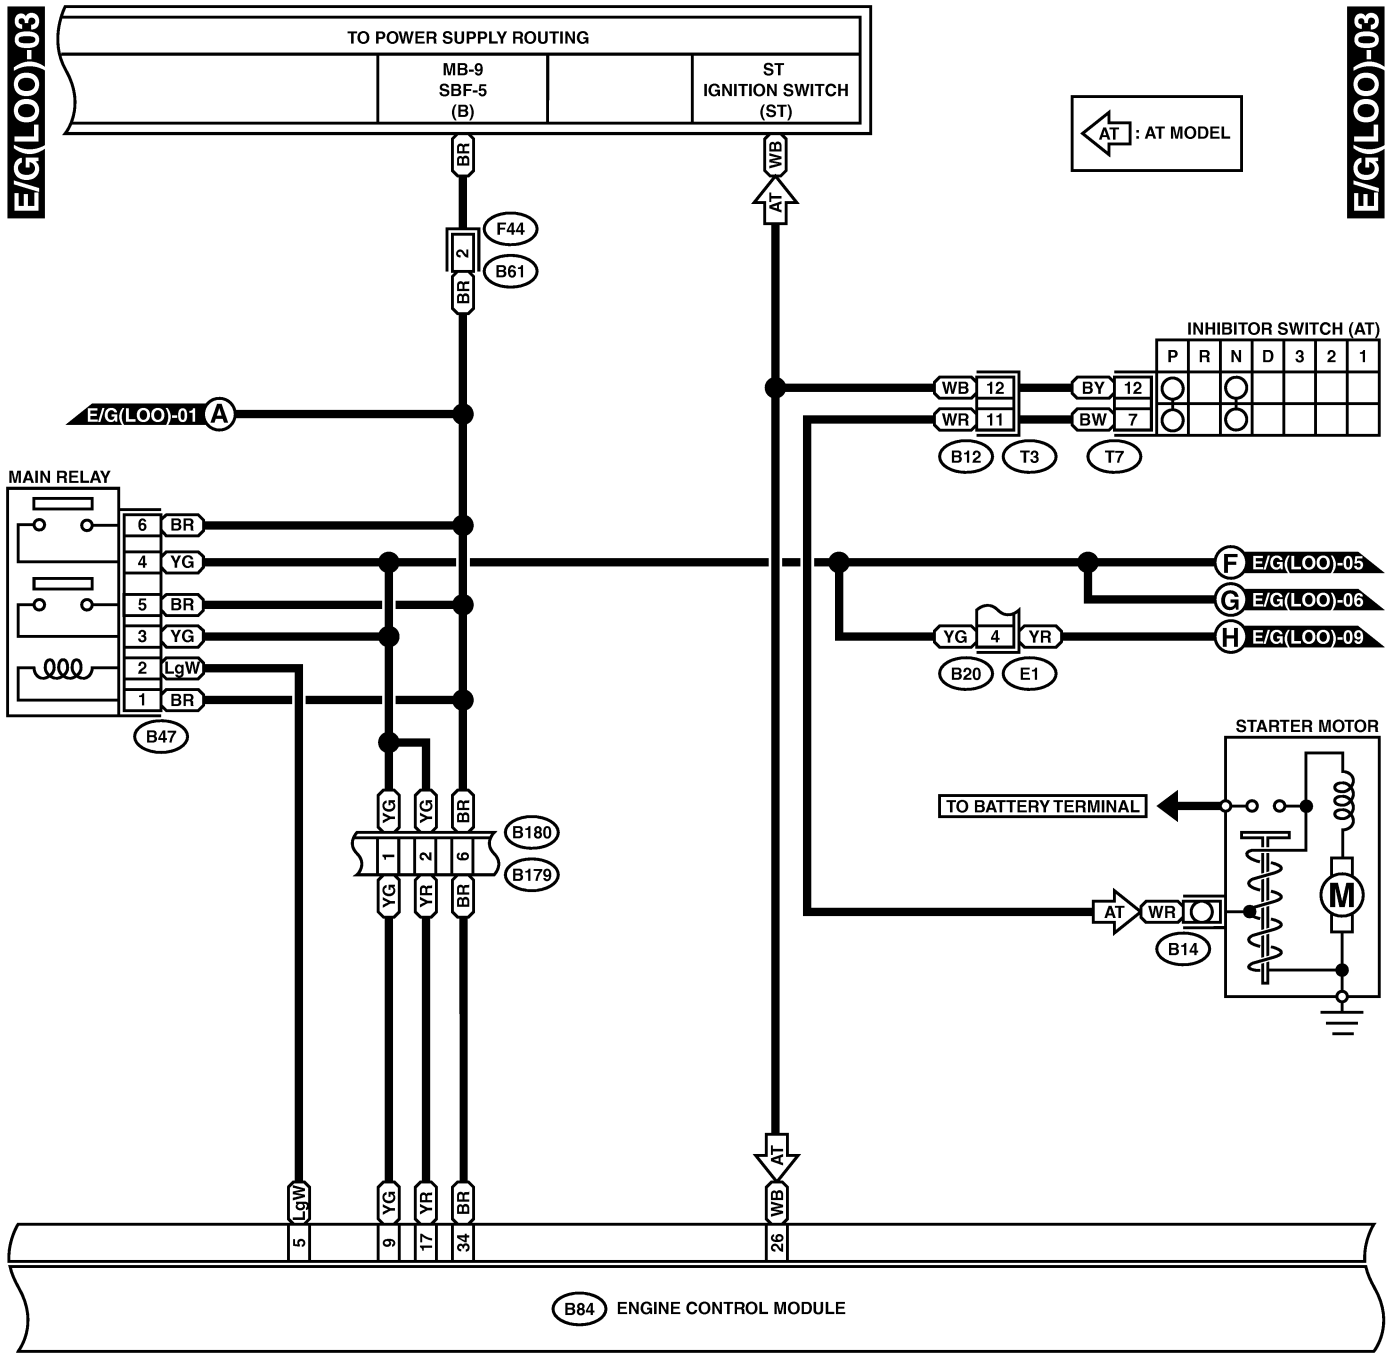 E/G(LOO)-03
E/G(LOO)-03
TO POWER SUPPLY ROUTING
MB-9
SBF-5
(B)
ST
IGNITION SWITCH
(ST)
AT : AT MODEL
BR
WB
AT
F44
2
B61
BR
INHIBITOR SWITCH (AT)
P R N D 3 2 1
WB 12 BY 12
WR 11 BW 7
B12 T3 T7
E/G(LOO)-01 A
MAIN RELAY
6 BR
4 YG
5 BR
3 YG
2 LgW
1 BR
B47
F E/G(LOO)-05
G E/G(LOO)-06
YG 4 YR H E/G(LOO)-09
B20 E1
STARTER MOTOR
TO BATTERY TERMINAL
YG YG BR
B180
1 2 6
B179
YG YR BR
M
AT WR
B14
AT
LgW YG YR BR WB
5 9 17 34 26
B84 ENGINE CONTROL MODULE